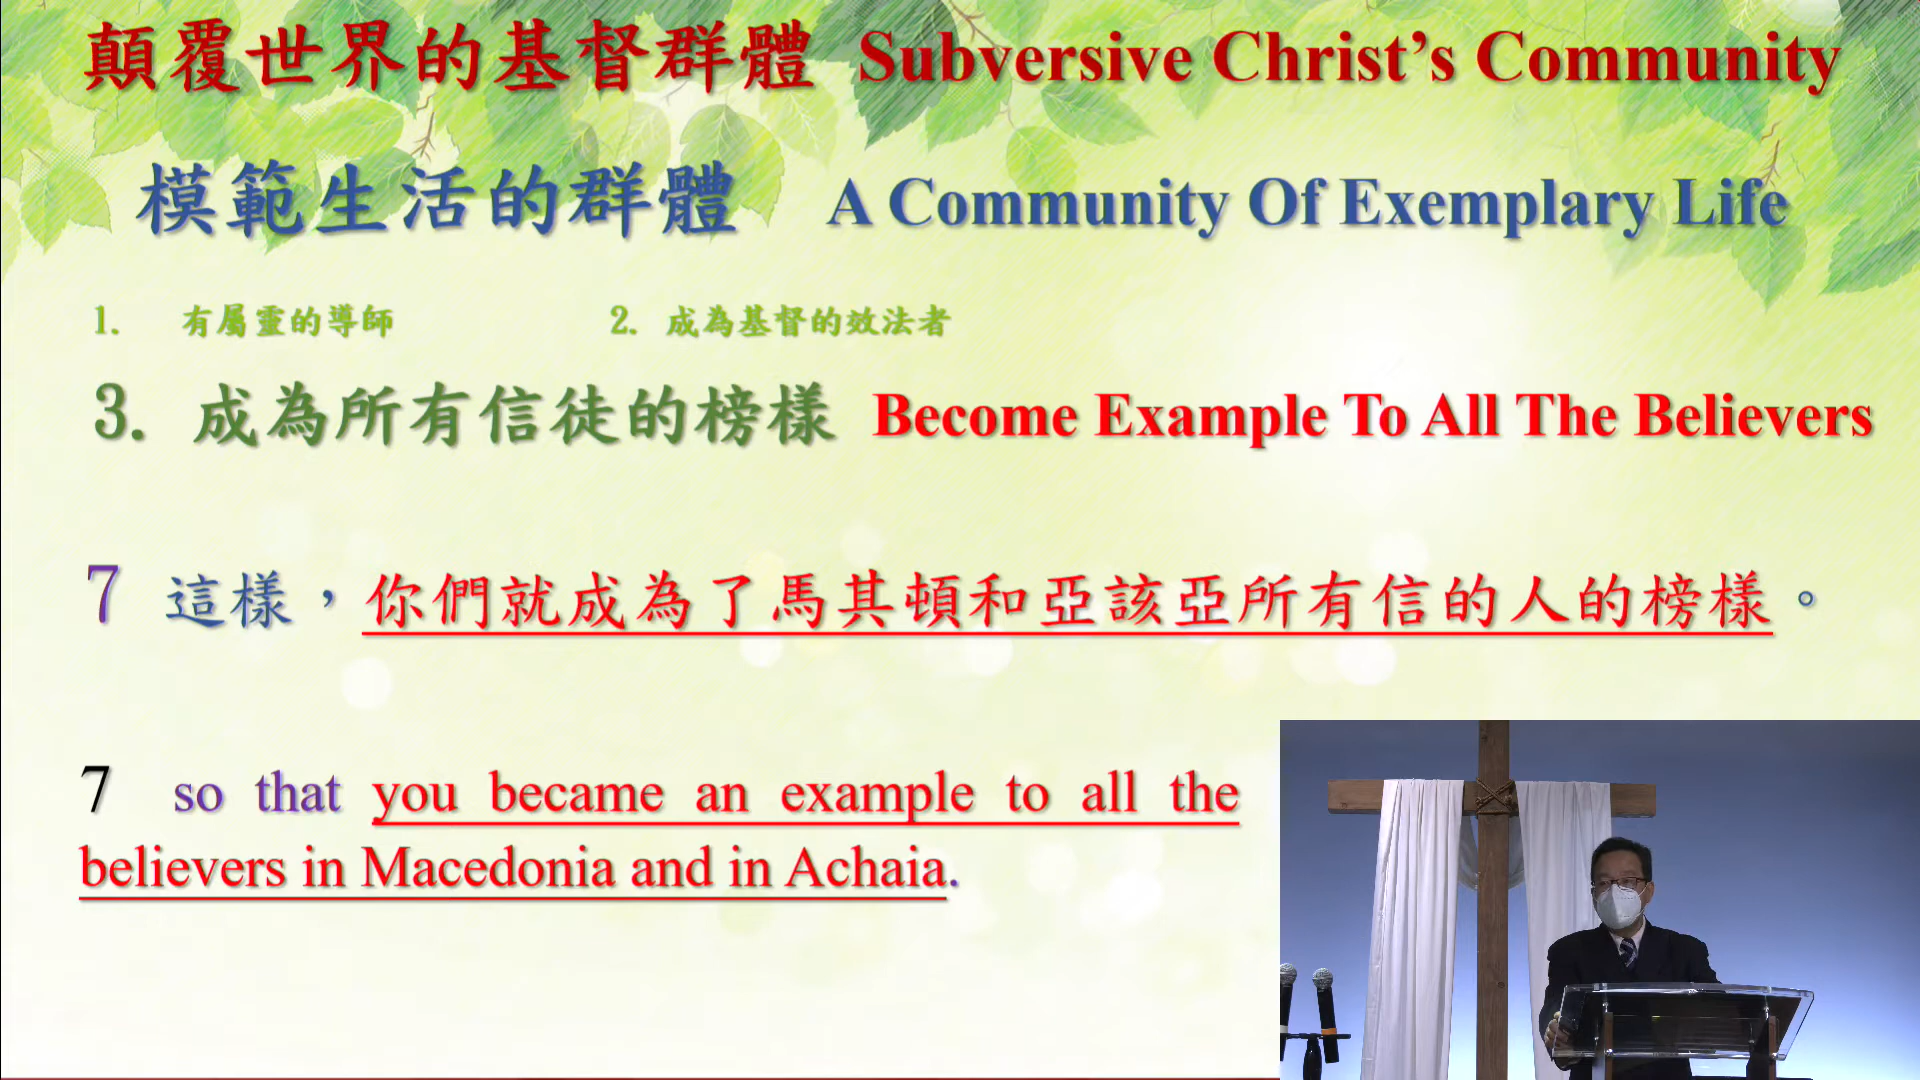 顛覆世界的基督群體 Subversive Christ’s Community
模範生活的群體 A Community Of Exemplary Life
1. 有屬靈的導師 2. 成為基督的效法者
3. 成為所有信徒的榜樣 Become Example To All The Believers
7 這樣，你們就成為了馬其頓和亞該亞所有信的人的榜樣。
7 so that you became an example to all the
believers in Macedonia and in Achaia.